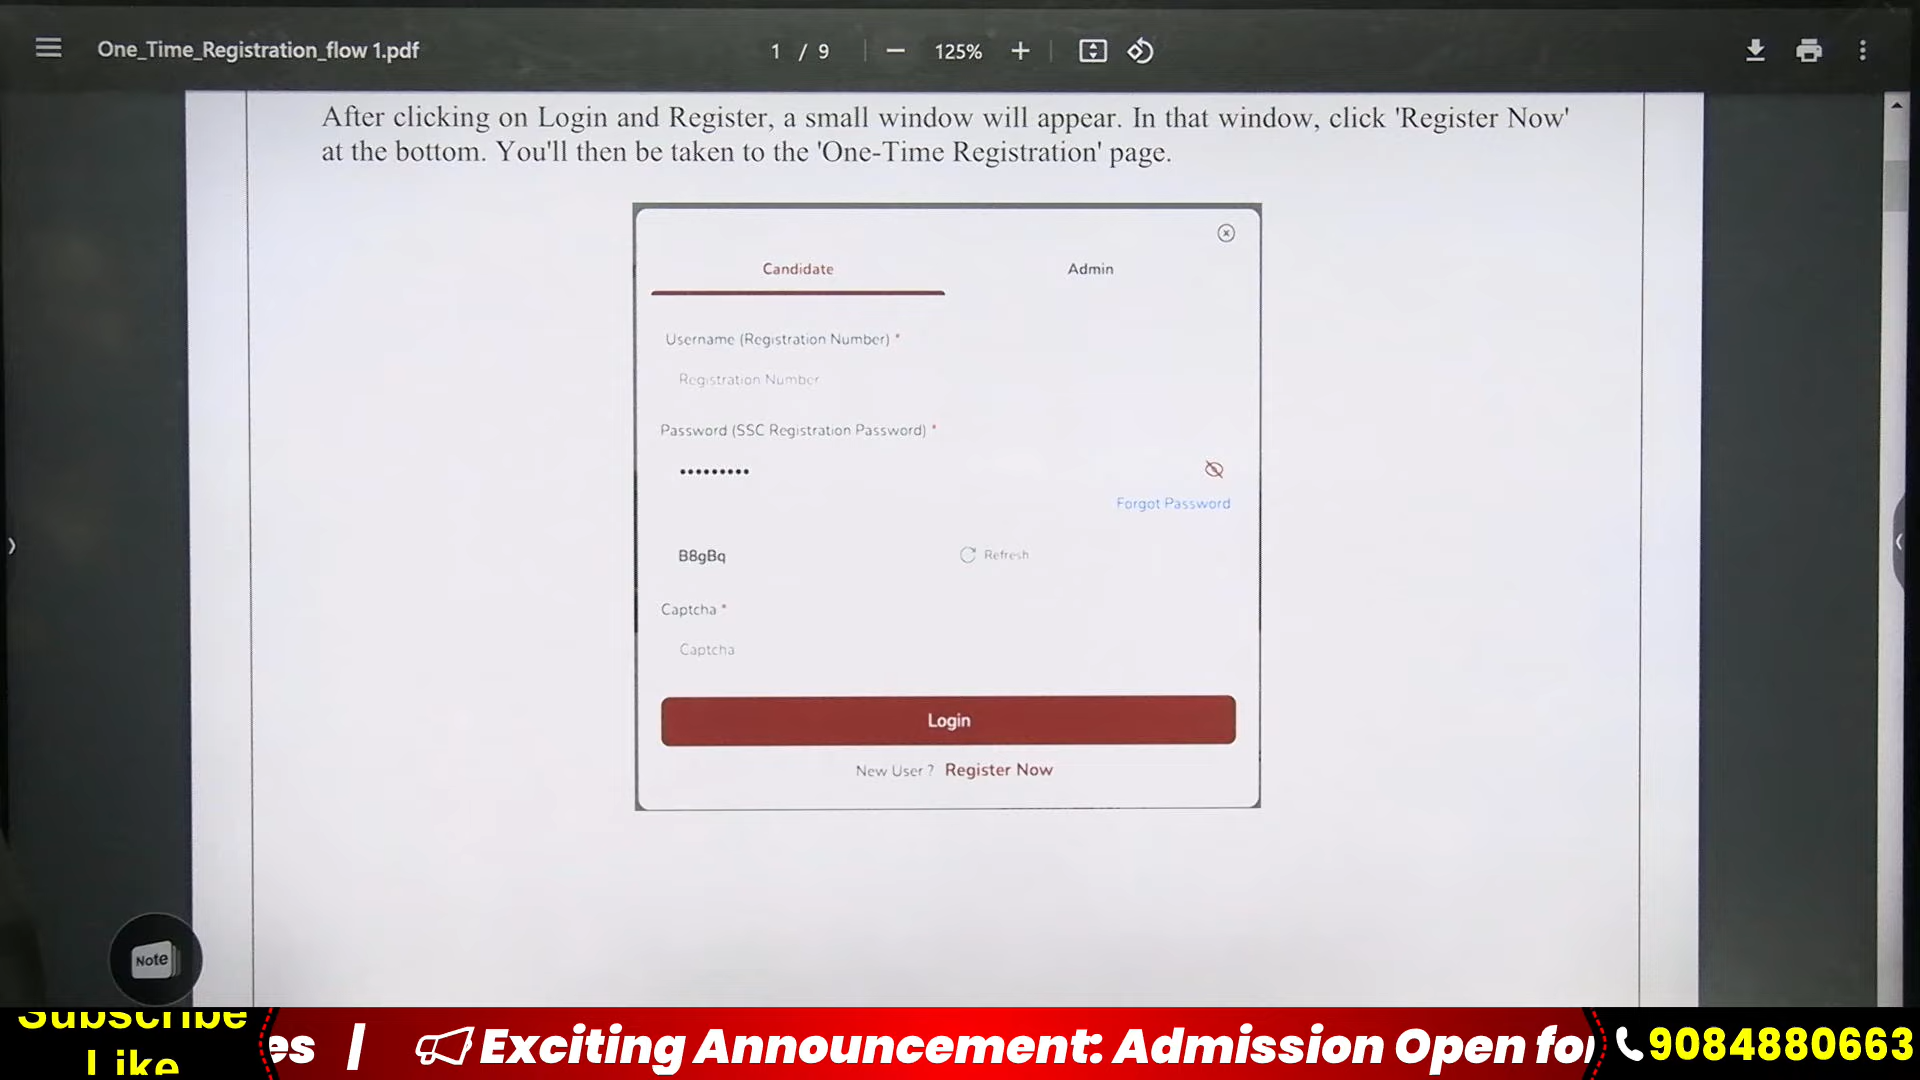 One_Time_Registration_flow 1.pdf
1 / 9
125%
After clicking on Login and Register, a small window will appear. In that window, click 'Register Now'
at the bottom. You'll then be taken to the 'One-Time Registration' page.
Candidate Admin
Username (Registration Number) *
Registration Number
Password (SSC Registration Password) *
•••••••••
Forgot Password
B8gBq Refresh
Captcha *
Captcha
Login
New User ? Register Now
Note
Subscribe
Like
es | Exciting Announcement: Admission Open for
9084880663